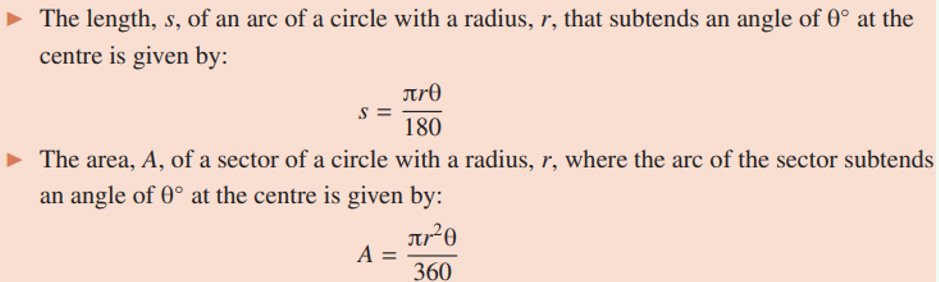 ► The length, s, of an arc of a circle with a radius, r, that subtends an angle of θ° at the
centre is given by:
s = πrθ/180
► The area, A, of a sector of a circle with a radius, r, where the arc of the sector subtends
an angle of θ° at the centre is given by:
A = πr²θ/360